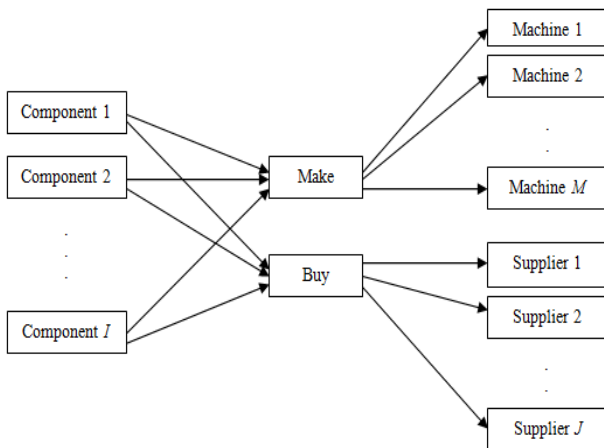 Component 1
Component 2
.
.
.
Component I
Make
Buy
Machine 1
Machine 2
.
.
Machine M
Supplier 1
Supplier 2
.
.
Supplier J